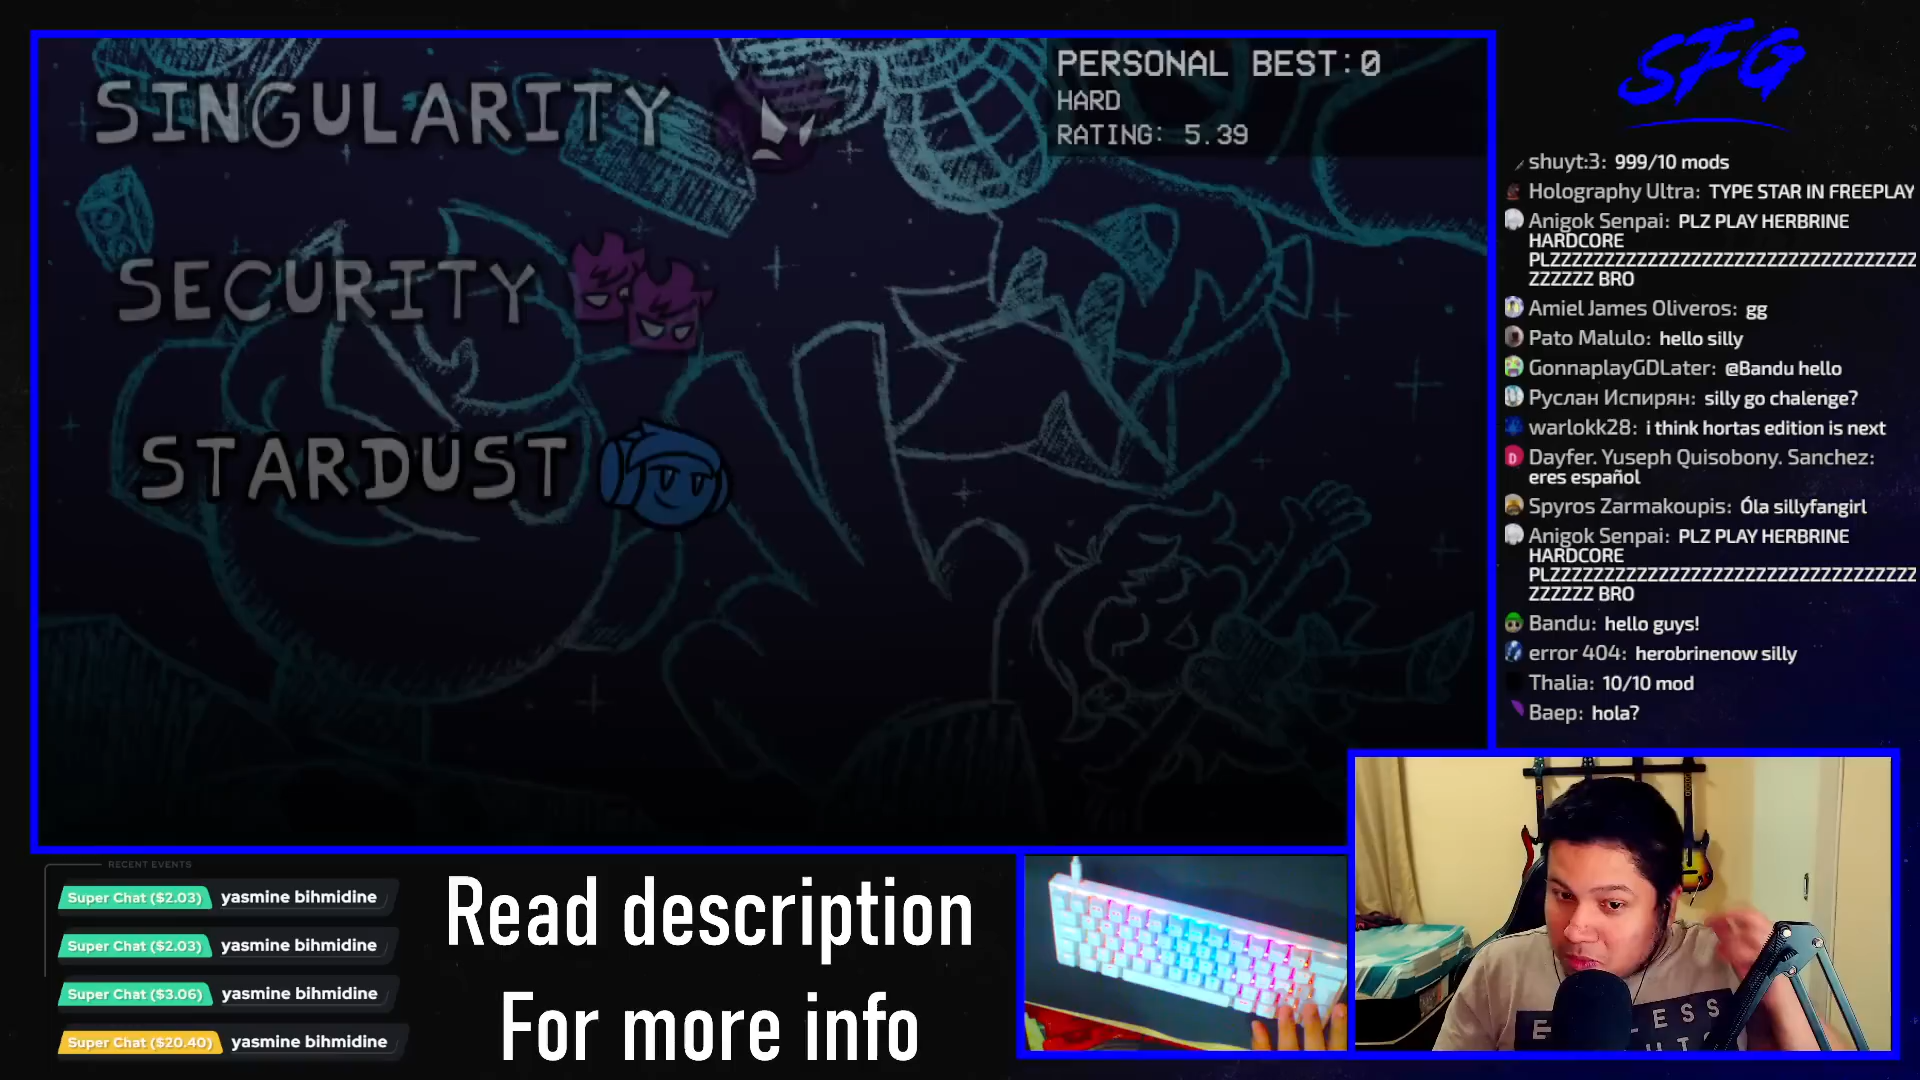 SINGULARITY
SECURITY
STARDUST
PERSONAL BEST:0
HARD
RATING: 5.39
SFG
shuyt:3: 999/10 mods
Holography Ultra: TYPE STAR IN FREEPLAY
Anigok Senpai: PLZ PLAY HERBRINE
HARDCORE
PLZZZZZZZZZZZZZZZZZZZZZZZZZZZZZZZZZZ
ZZZZZZ BRO
Amiel James Oliveros: gg
Pato Malulo: hello silly
GonnaplayGDLater: @Bandu hello
Руслан Испирян: silly go chalenge?
warlokk28: i think hortas edition is next
D
Dayfer. Yuseph Quisobony. Sanchez:
eres español
Spyros Zarmakoupis: Óla sillyfangirl
Anigok Senpai: PLZ PLAY HERBRINE
HARDCORE
PLZZZZZZZZZZZZZZZZZZZZZZZZZZZZZZZZZZ
ZZZZZZ BRO
Bandu: hello guys!
error 404: herobrinenow silly
Thalia: 10/10 mod
Baep: hola?
RECENT EVENTS
Super Chat ($2.03) yasmine bihmidine
Super Chat ($2.03) yasmine bihmidine
Super Chat ($3.06) yasmine bihmidine
Super Chat ($20.40) yasmine bihmidine
Read description
For more info